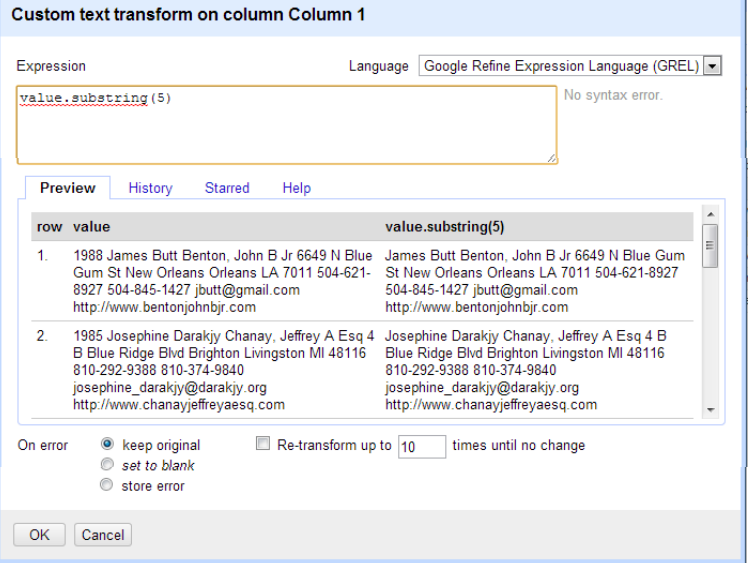 Custom text transform on column Column 1
Expression
Language Google Refine Expression Language (GREL)
value.substring(5)
No syntax error.
Preview History Starred Help
row value value.substring(5)
1. 1988 James Butt Benton, John B Jr 6649 N Blue James Butt Benton, John B Jr 6649 N Blue Gum
Gum St New Orleans Orleans LA 7011 504-621- St New Orleans Orleans LA 7011 504-621-8927
8927 504-845-1427 jbutt@gmail.com 504-845-1427 jbutt@gmail.com
http://www.bentonjohnbjr.com http://www.bentonjohnbjr.com
2. 1985 Josephine Darakjy Chanay, Jeffrey A Esq 4 Josephine Darakjy Chanay, Jeffrey A Esq 4 B
B Blue Ridge Blvd Brighton Livingston MI 48116 Blue Ridge Blvd Brighton Livingston MI 48116
810-292-9388 810-374-9840 810-292-9388 810-374-9840
josephine_darakjy@darakjy.org josephine_darakjy@darakjy.org
http://www.chanayjeffreyaesq.com http://www.chanayjeffreyaesq.com
On error keep original Re-transform up to 10 times until no change
set to blank
store error
OK Cancel